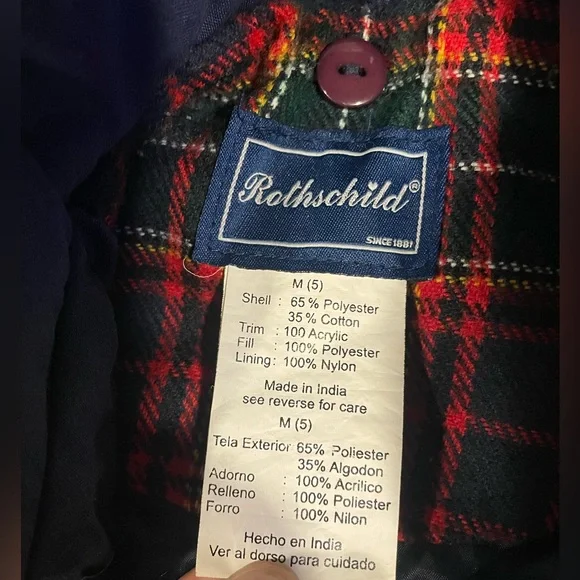 Rothschild®
SINCE 1881
M (5)
Shell : 65% Polyester
35% Cotton
Trim : 100 Acrylic
Fill : 100% Polyester
Lining: 100% Nylon
Made in India
see reverse for care
M (5)
Tela Exterior 65% Poliester
35% Algodon
Adorno : 100% Acrilico
Relleno : 100% Poliester
Forro : 100% Nilon
Hecho en India
Ver al dorso para cuidado